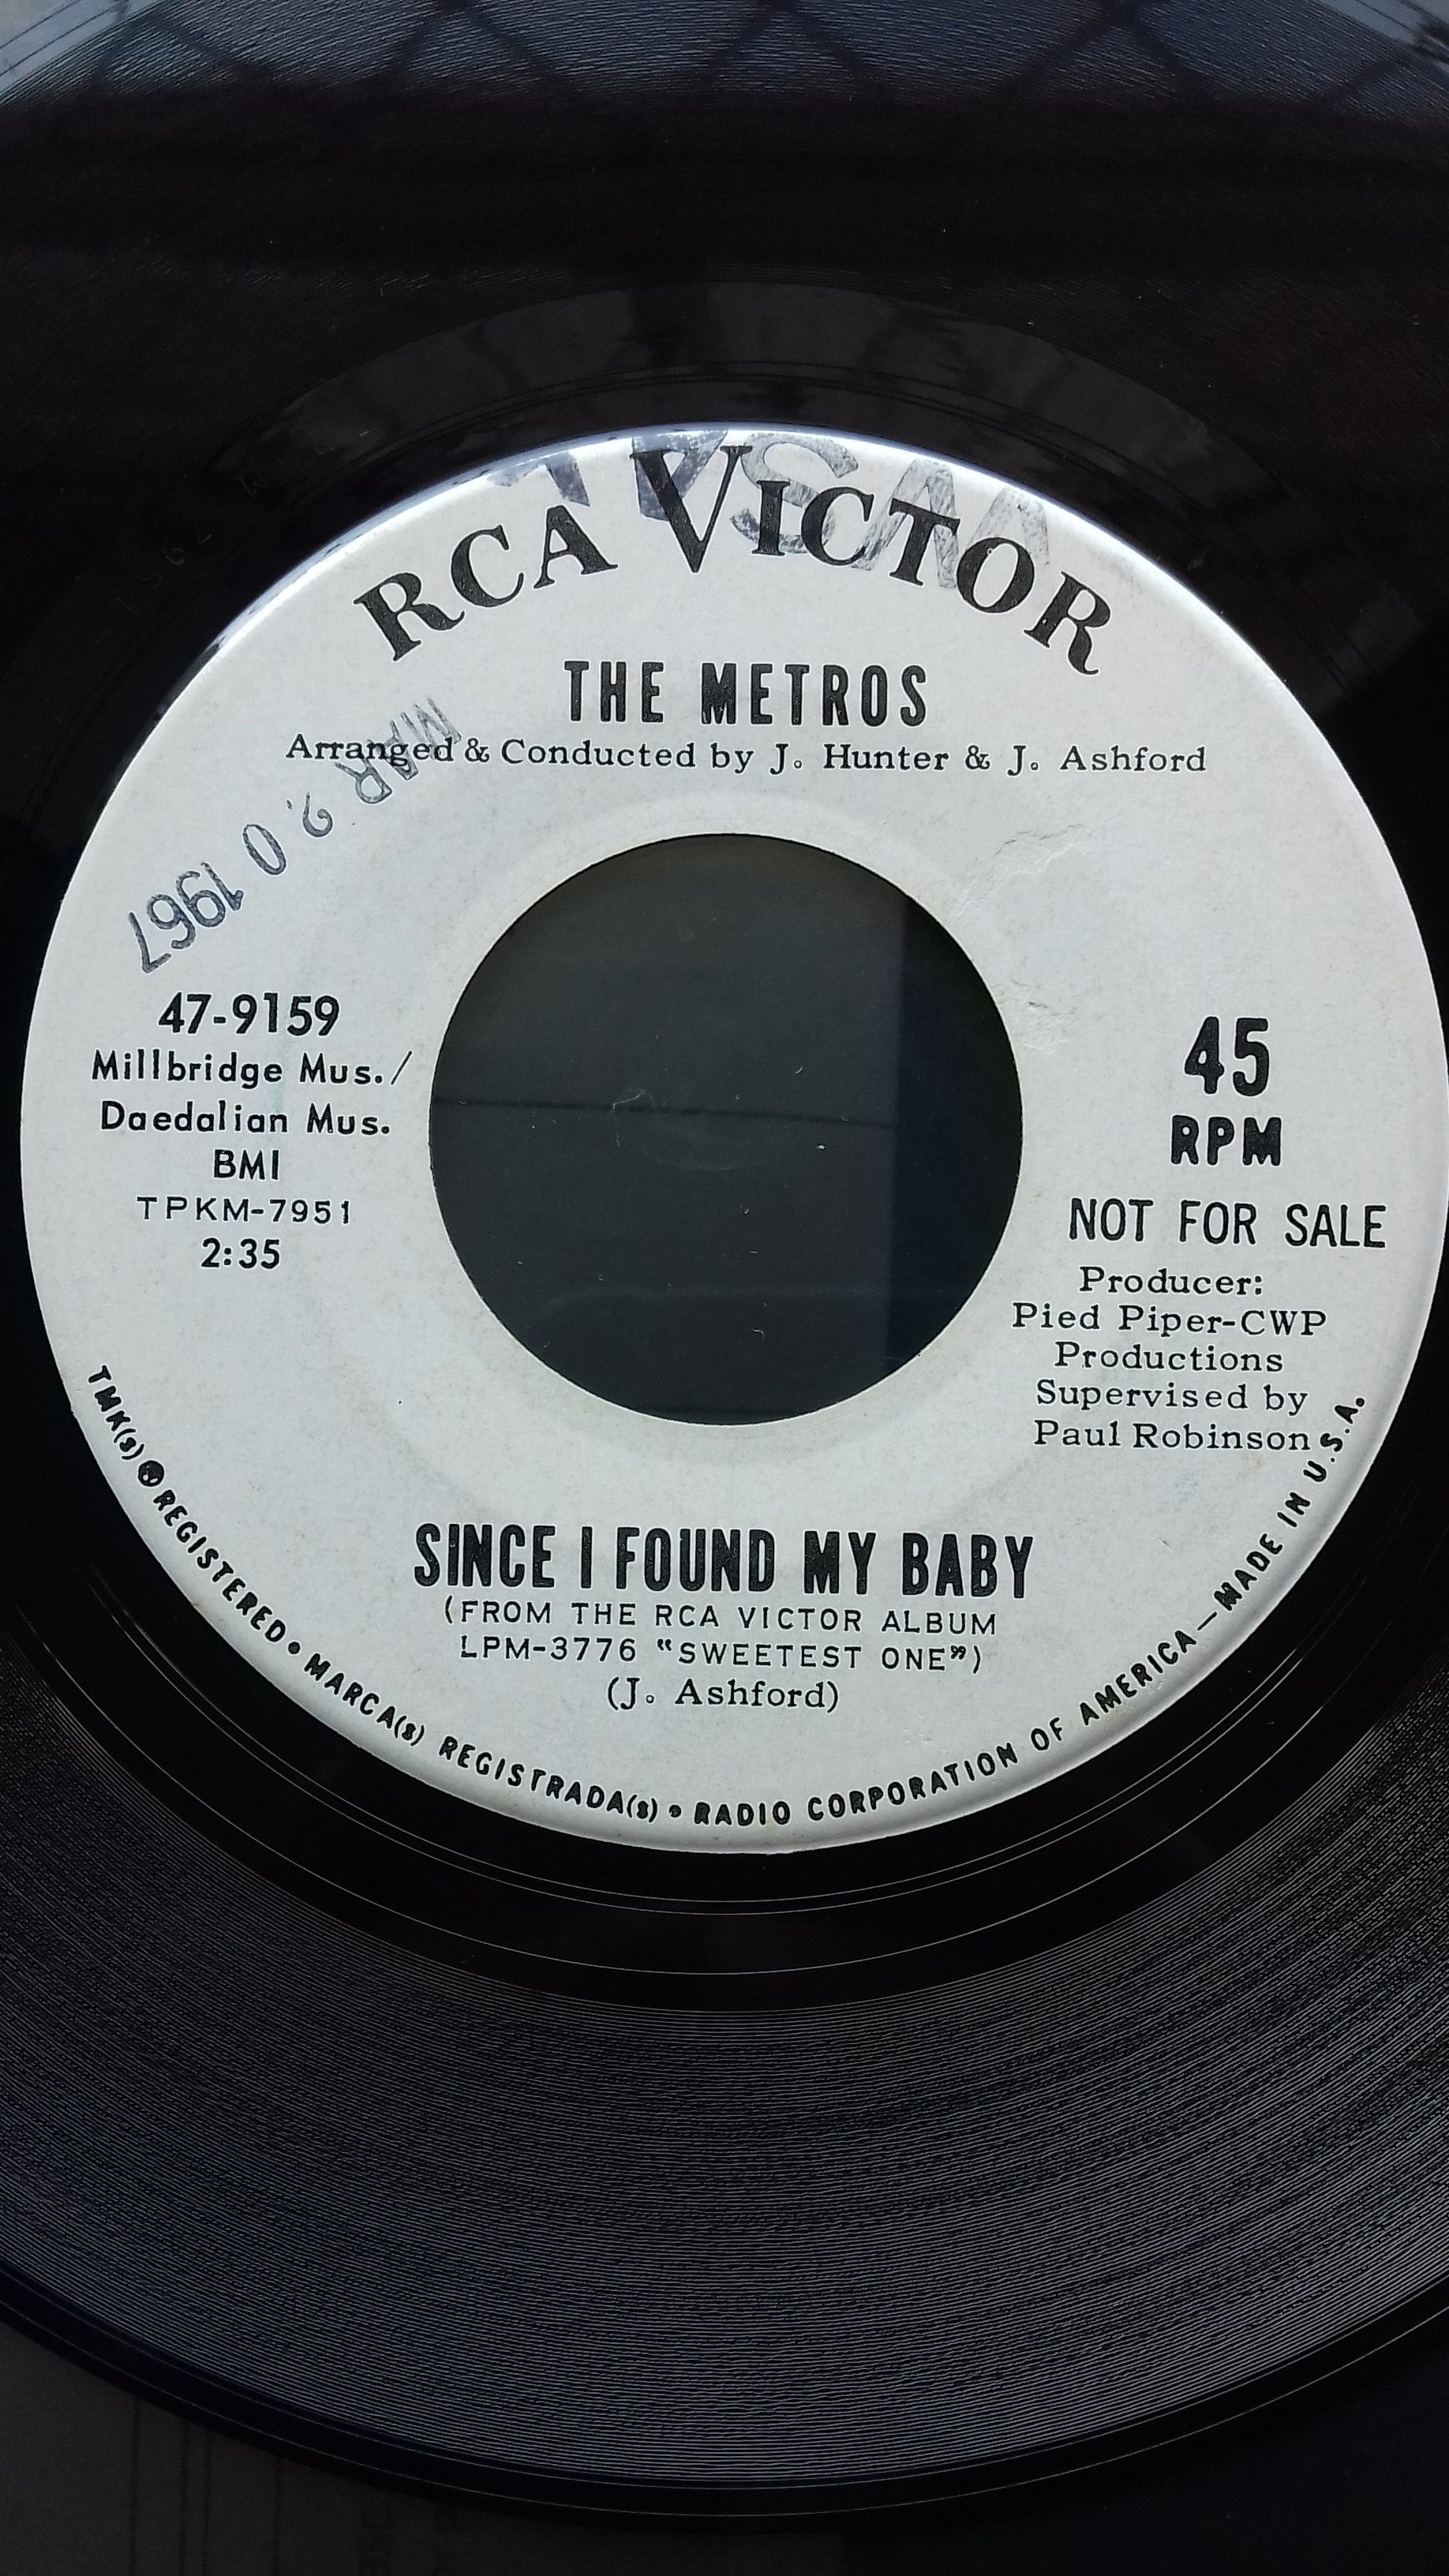 RCA VICTOR
THE METROS
Arranged & Conducted by J. Hunter & J. Ashford
MAR 20 1967
47-9159
Millbridge Mus./
Daedalian Mus.
BMI
TPKM-7951
2:35
45
RPM
NOT FOR SALE
Producer:
Pied Piper-CWP
Productions
Supervised by
Paul Robinson
SINCE I FOUND MY BABY
(FROM THE RCA VICTOR ALBUM
LPM-3776 “SWEETEST ONE”)
(J. Ashford)
TMK(s) REGISTERED • MARCA(s) REGISTRADA(s) • RADIO CORPORATION OF AMERICA—MADE IN U.S.A.